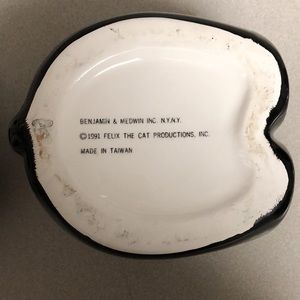 BENJAMIN & MEDWIN INC. N.Y.N.Y.
©1991 FELIX THE CAT PRODUCTIONS, INC.
MADE IN TAIWAN